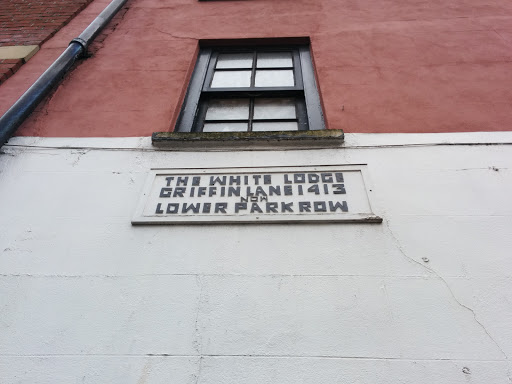 THE WHITE LODGE
GRIFFIN LANE 1413
NOW
LOWER PARK ROW